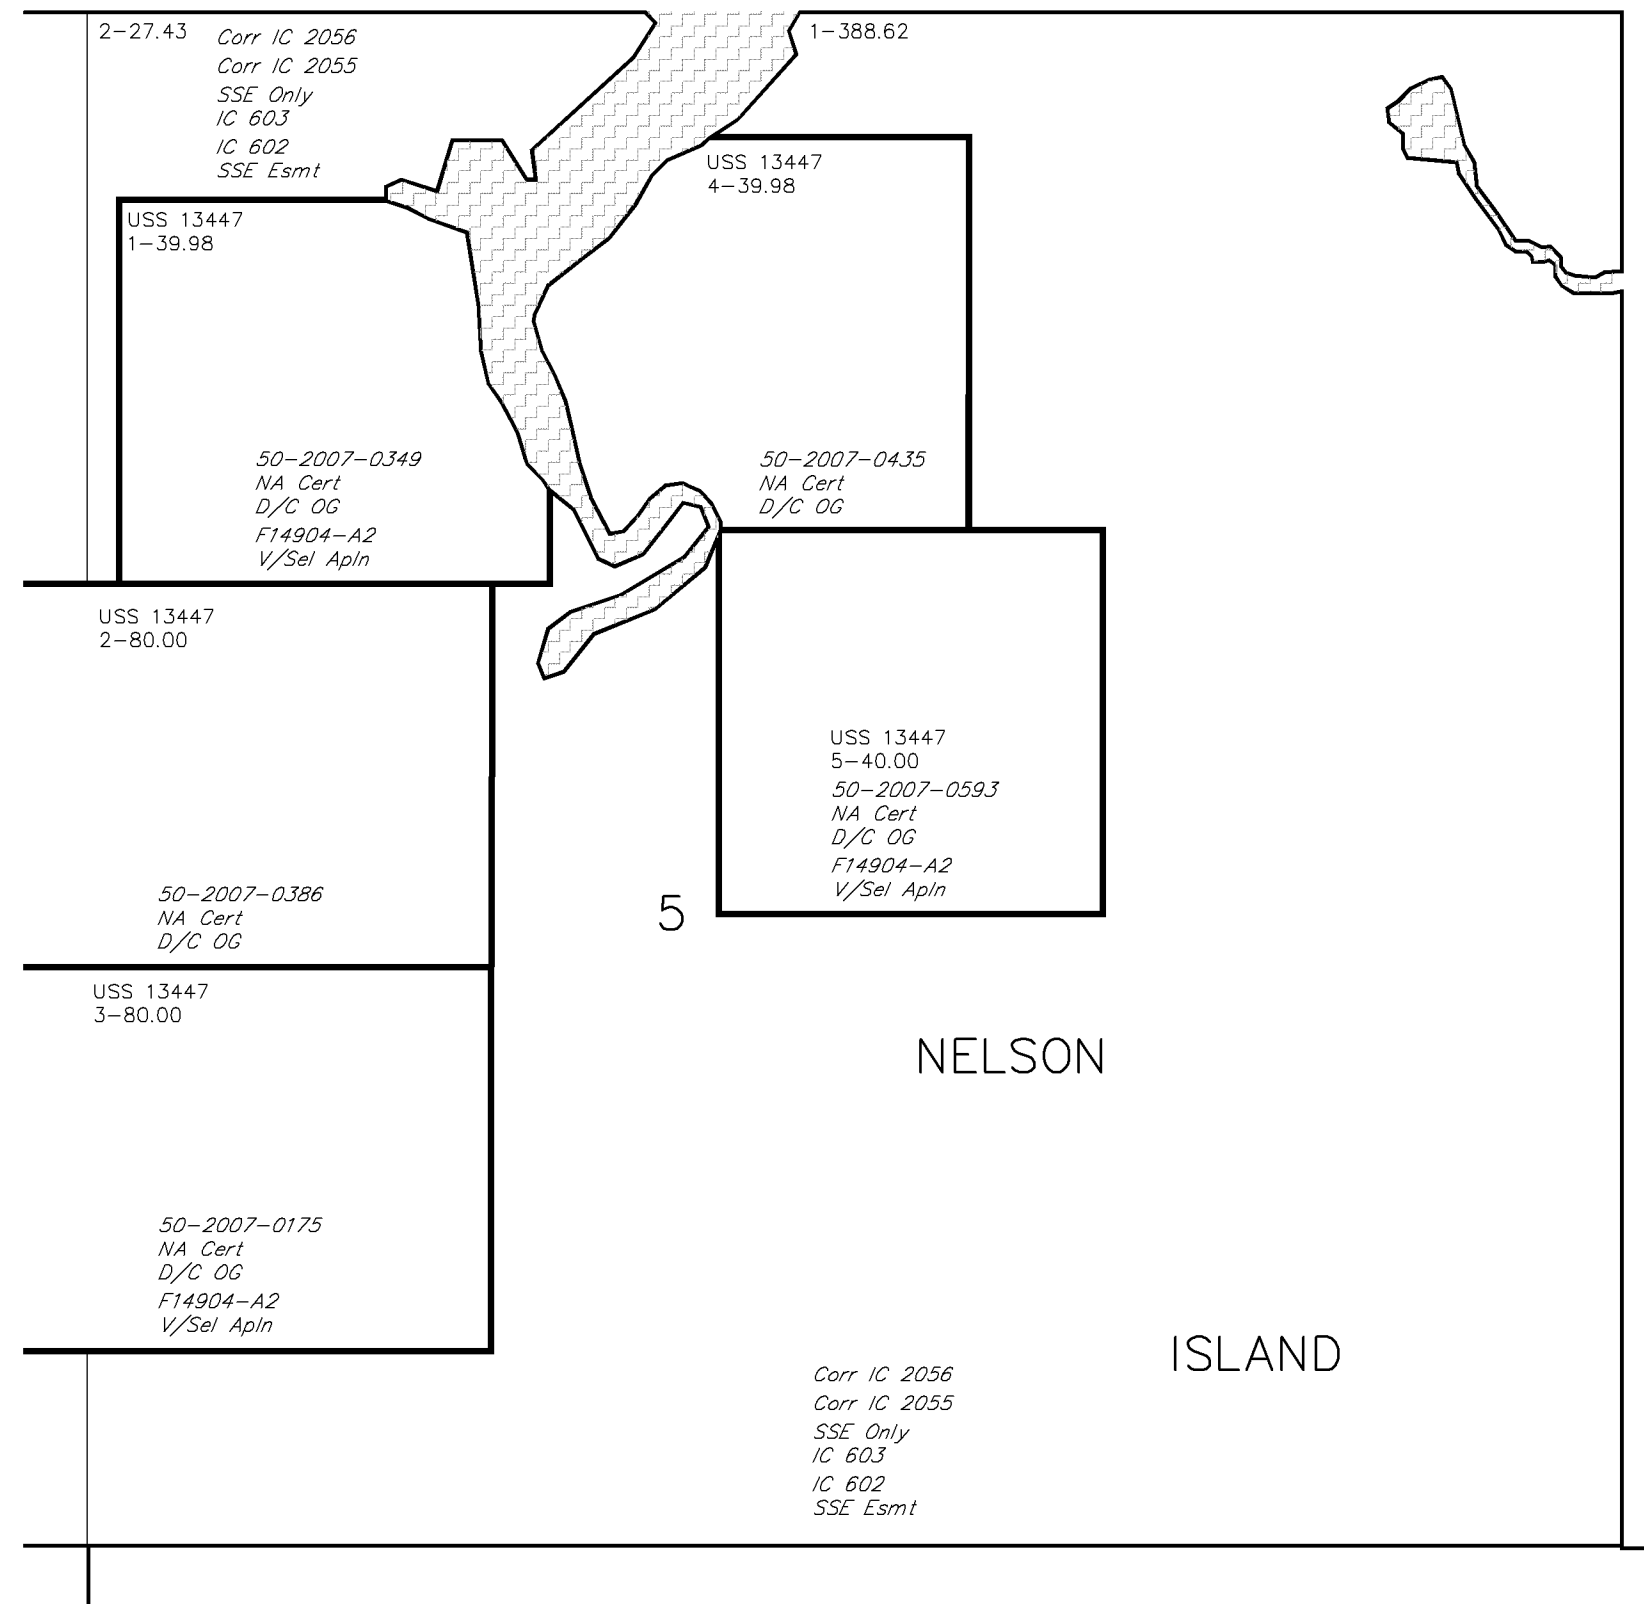 2-27.43
Corr IC 2056
Corr IC 2055
SSE Only
IC 603
IC 602
SSE Esmt
1-388.62
USS 13447
4-39.98
USS 13447
1-39.98
50-2007-0349
NA Cert
D/C OG
F14904-A2
V/Sel Apln
50-2007-0435
NA Cert
D/C OG
USS 13447
2-80.00
USS 13447
5-40.00
50-2007-0593
NA Cert
D/C OG
F14904-A2
V/Sel Apln
50-2007-0386
NA Cert
D/C OG
5
USS 13447
3-80.00
NELSON
50-2007-0175
NA Cert
D/C OG
F14904-A2
V/Sel Apln
ISLAND
Corr IC 2056
Corr IC 2055
SSE Only
IC 603
IC 602
SSE Esmt